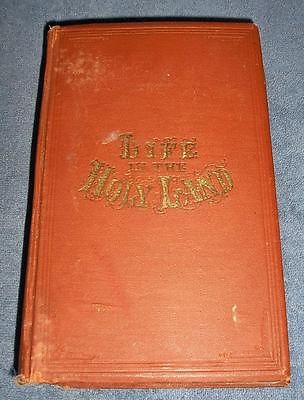 LIFE
IN THE
HOLY LAND